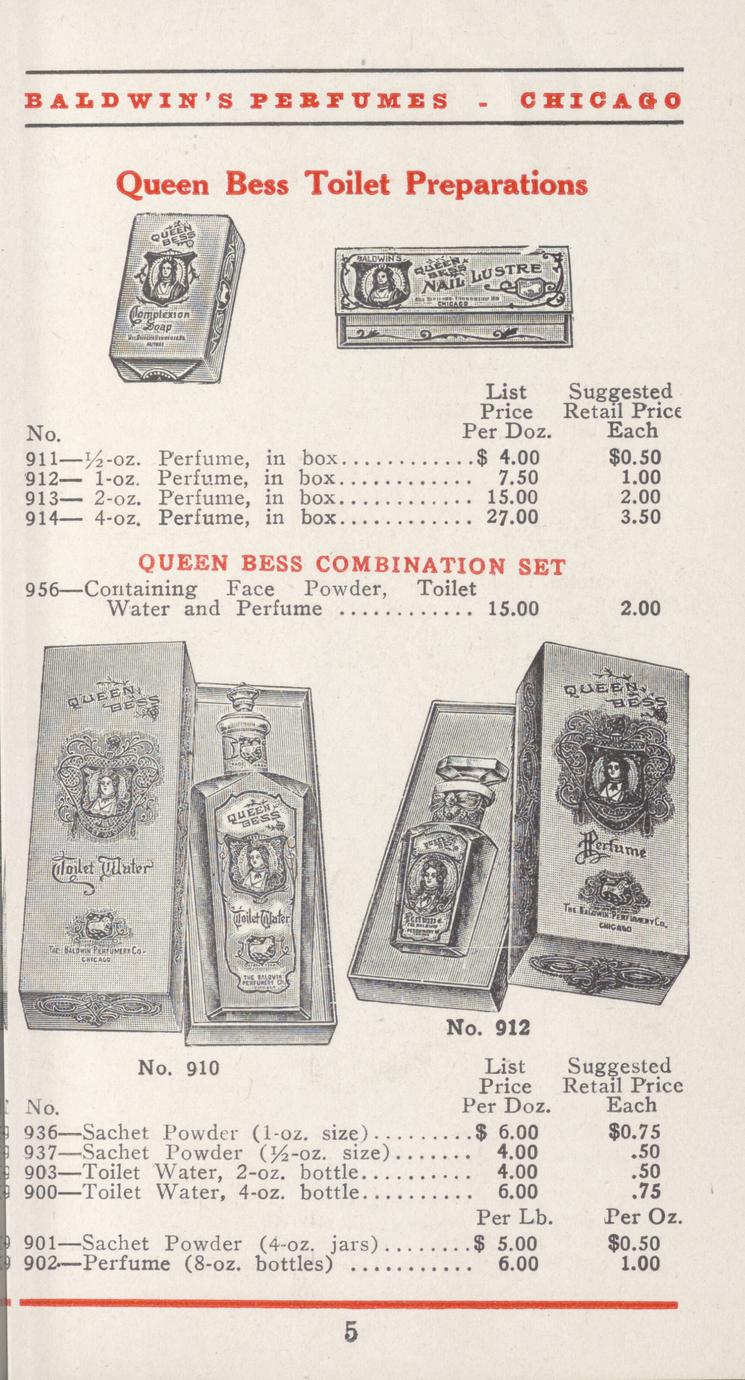 BALDWIN'S PERFUMES - CHICAGO
Queen Bess Toilet Preparations
QUEEN BESS
Complexion
Soap
BALDWIN'S
QUEEN BESS
NAIL LUSTRE
CHICAGO
List Suggested
Price Retail Price
No. Per Doz. Each
911—½-oz. Perfume, in box............$ 4.00 $0.50
912— 1-oz. Perfume, in box............ 7.50 1.00
913— 2-oz. Perfume, in box............ 15.00 2.00
914— 4-oz. Perfume, in box............ 27.00 3.50
QUEEN BESS COMBINATION SET
956—Containing Face Powder, Toilet
Water and Perfume ............ 15.00 2.00
QUEEN BESS
Toilet Water
THE BALDWIN PERFUMERY CO.
CHICAGO
QUEEN BESS
Toilet Water
THE BALDWIN
PERFUMERY CO.
CHICAGO
Perfume
THE BALDWIN
QUEEN BESS
Perfume
THE BALDWIN PERFUMERY CO.
CHICAGO
No. 912
No. 910
List Suggested
Price Retail Price
No. Per Doz. Each
936—Sachet Powder (1-oz. size).........$ 6.00 $0.75
937—Sachet Powder (½-oz. size)....... 4.00 .50
903—Toilet Water, 2-oz. bottle.......... 4.00 .50
900—Toilet Water, 4-oz. bottle.......... 6.00 .75
Per Lb. Per Oz.
901—Sachet Powder (4-oz. jars)........$ 5.00 $0.50
902—Perfume (8-oz. bottles) ........... 6.00 1.00
5